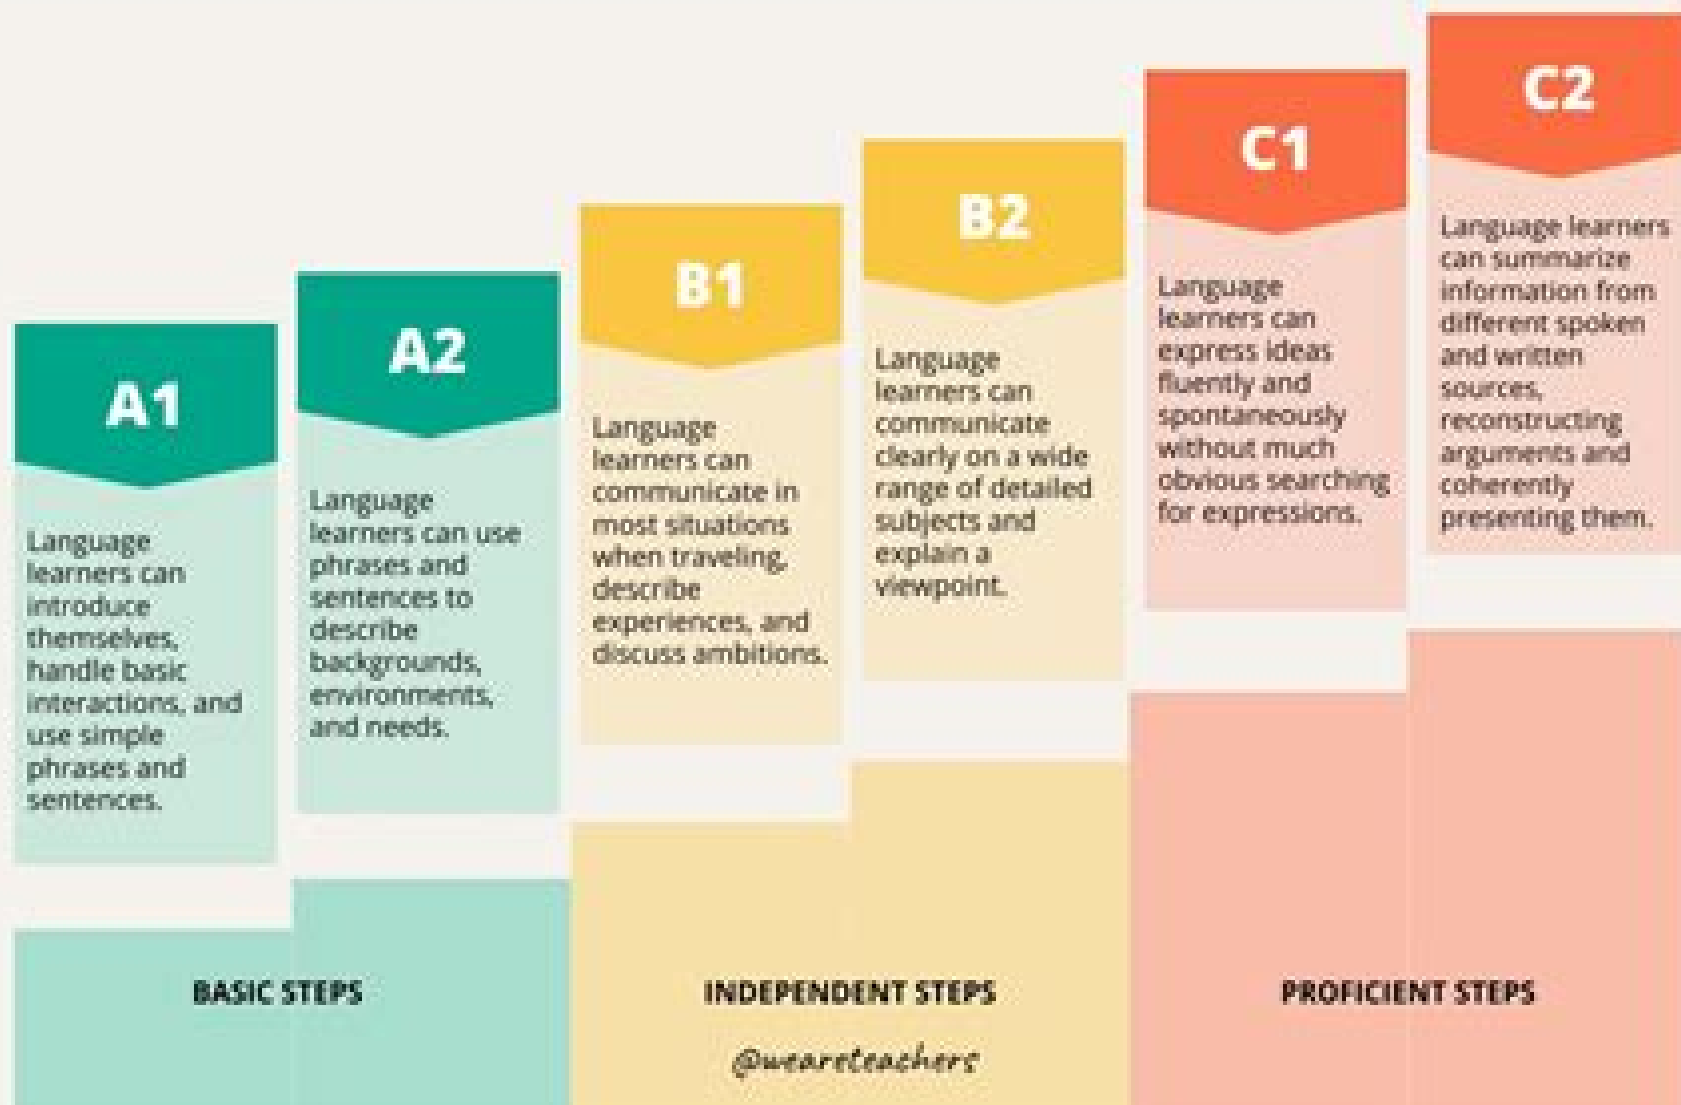 A1
Language
learners can
introduce
themselves,
handle basic
interactions, and
use simple
phrases and
sentences.
A2
Language
learners can use
phrases and
sentences to
describe
backgrounds,
environments,
and needs.
B1
Language
learners can
communicate in
most situations
when traveling,
describe
experiences, and
discuss ambitions.
B2
Language
learners can
communicate
clearly on a wide
range of detailed
subjects and
explain a
viewpoint.
C1
Language
learners can
express ideas
fluently and
spontaneously
without much
obvious searching
for expressions.
C2
Language learners
can summarize
information from
different spoken
and written
sources,
reconstructing
arguments and
coherently
presenting them.
BASIC STEPS
INDEPENDENT STEPS
PROFICIENT STEPS
@weareteachers